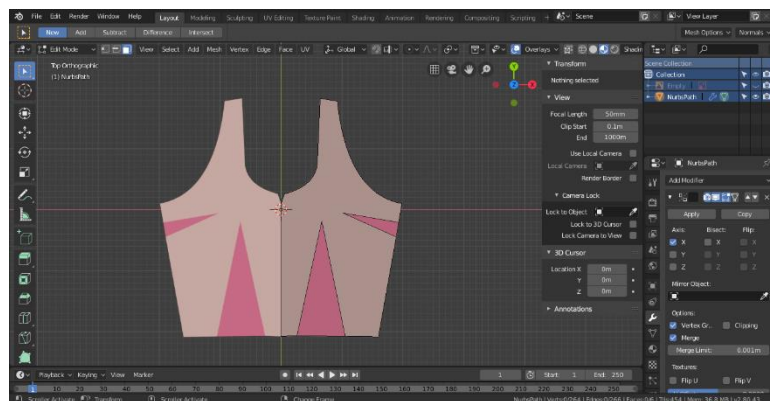 File Edit Render Window Help Layout Modeling Sculpting UV Editing Texture Paint Shading Animation Rendering Compositing Scripting + Scene View Layer
New Add Subtract Difference Intersect Mesh Options Normals
Edit Mode View Select Add Mesh Vertex Edge Face UV Global Overlays Shadin
Top Orthographic
(1) NurbsPath
Transform
Nothing selected
View
Focal Length 50mm
Clip Start 0.1m
End 1000m
Use Local Camera
Local Camera
Render Border
Camera Lock
Lock to Object
Lock to 3D Cursor
Lock Camera to View
3D Cursor
Location X 0m
Y 0m
Z 0m
Annotations
Scene Collection
Collection
Empty
NurbsPath
NurbsPath
Add Modifier
Apply Copy
Axis: Bisect: Flip:
X X X
Y Y Y
Z Z Z
Mirror Object:
Options:
Vertex Gr.. Clipping
Merge
Merge Limit: 0.001m
Textures:
Flip U Flip V
Playback Keying View Marker 1 Start 1 End 250
1 10 20 30 40 50 60 70 80 90 100 110 120 130 140 150 160 170 180 190 200 210 220 230 240 250